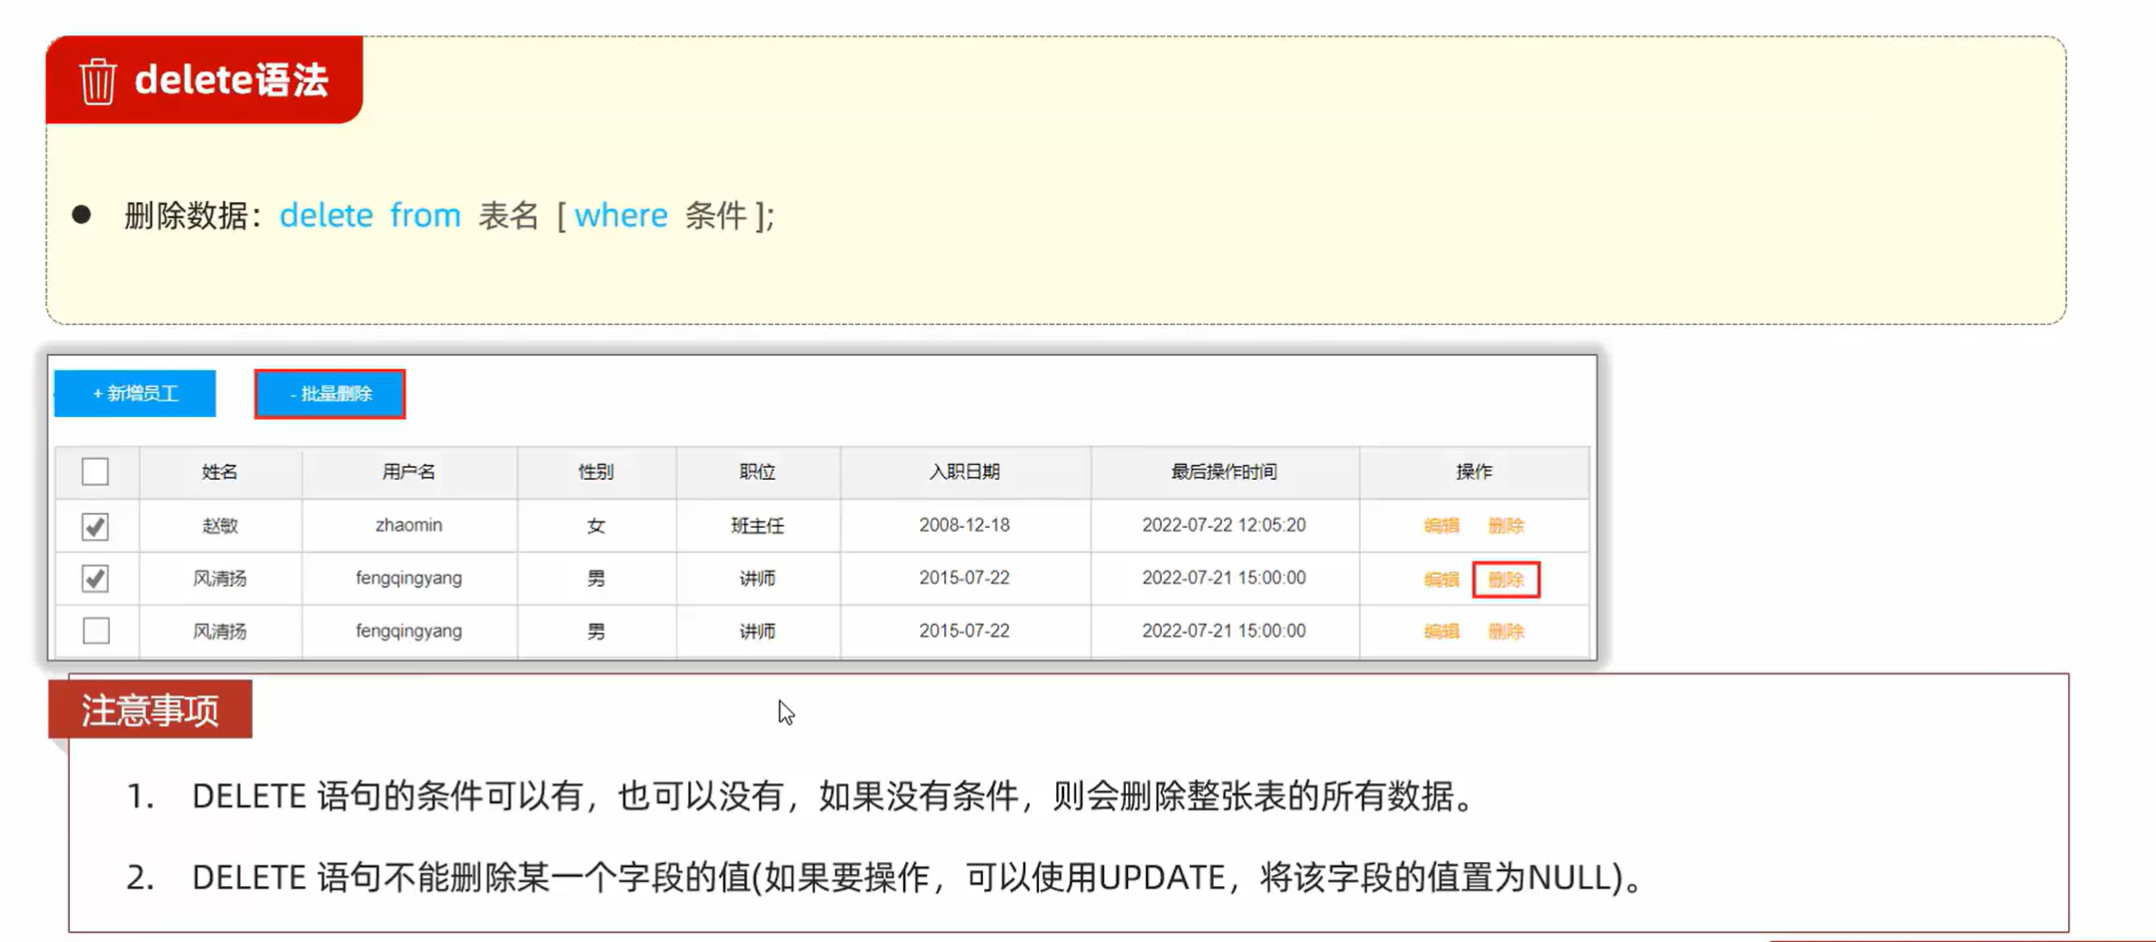 delete语法
● 删除数据：delete from 表名 [ where 条件 ];
+ 新增员工 - 批量删除
姓名 用户名 性别 职位 入职日期 最后操作时间 操作
赵敏 zhaomin 女 班主任 2008-12-18 2022-07-22 12:05:20 编辑 删除
风清扬 fengqingyang 男 讲师 2015-07-22 2022-07-21 15:00:00 编辑 删除
风清扬 fengqingyang 男 讲师 2015-07-22 2022-07-21 15:00:00 编辑 删除
注意事项
1. DELETE 语句的条件可以有，也可以没有，如果没有条件，则会删除整张表的所有数据。
2. DELETE 语句不能删除某一个字段的值(如果要操作，可以使用UPDATE，将该字段的值置为NULL)。